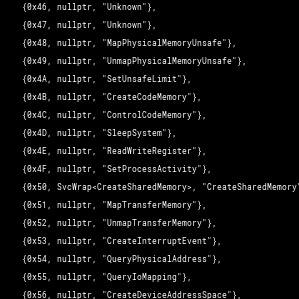 {0x46, nullptr, "Unknown"},
{0x47, nullptr, "Unknown"},
{0x48, nullptr, "MapPhysicalMemoryUnsafe"},
{0x49, nullptr, "UnmapPhysicalMemoryUnsafe"},
{0x4A, nullptr, "SetUnsafeLimit"},
{0x4B, nullptr, "CreateCodeMemory"},
{0x4C, nullptr, "ControlCodeMemory"},
{0x4D, nullptr, "SleepSystem"},
{0x4E, nullptr, "ReadWriteRegister"},
{0x4F, nullptr, "SetProcessActivity"},
{0x50, SvcWrap<CreateSharedMemory>, "CreateSharedMemory"
{0x51, nullptr, "MapTransferMemory"},
{0x52, nullptr, "UnmapTransferMemory"},
{0x53, nullptr, "CreateInterruptEvent"},
{0x54, nullptr, "QueryPhysicalAddress"},
{0x55, nullptr, "QueryIoMapping"},
{0x56, nullptr, "CreateDeviceAddressSpace"},